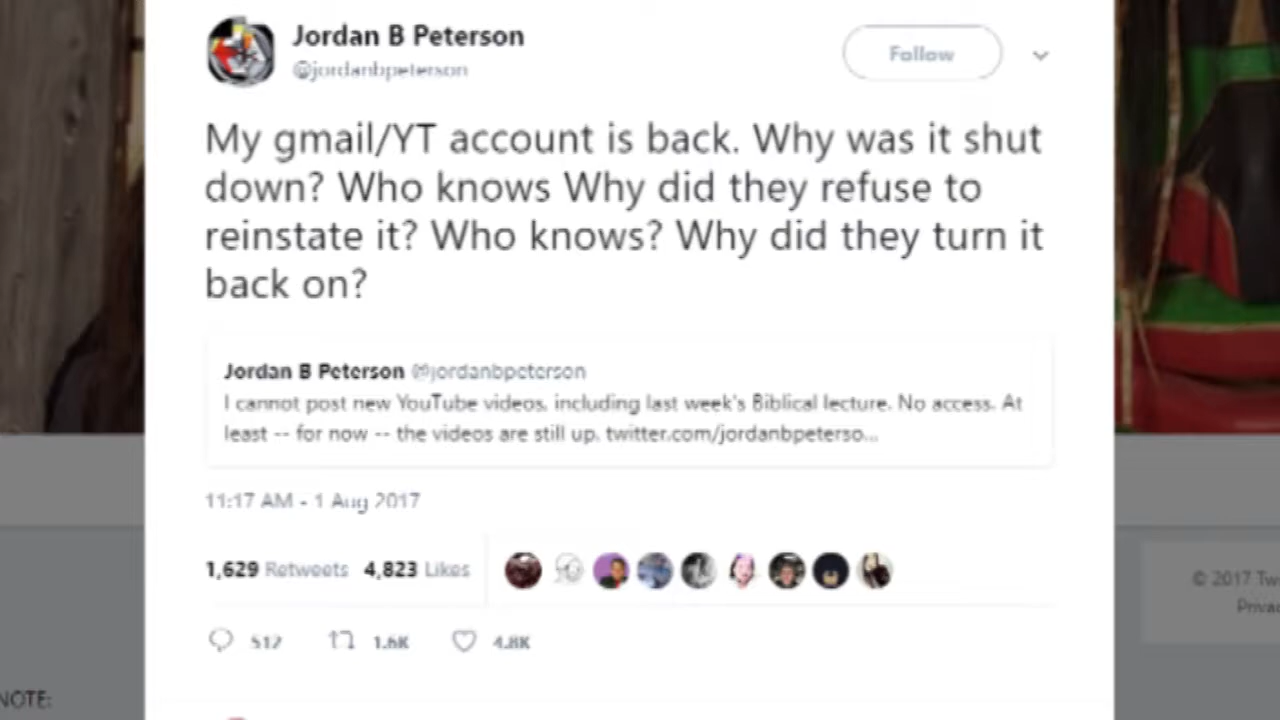 Jordan B Peterson
@jordanbpeterson
Follow
My gmail/YT account is back. Why was it shut
down? Who knows Why did they refuse to
reinstate it? Who knows? Why did they turn it
back on?
Jordan B Peterson @jordanbpeterson
I cannot post new YouTube videos, including last week's Biblical lecture. No access. At
least -- for now -- the videos are still up. twitter.com/jordanbpeterso...
11:17 AM - 1 Aug 2017
1,629 Retweets 4,823 Likes
512 1.6K 4.8K
© 2017 Tw
Priva
NOTE: